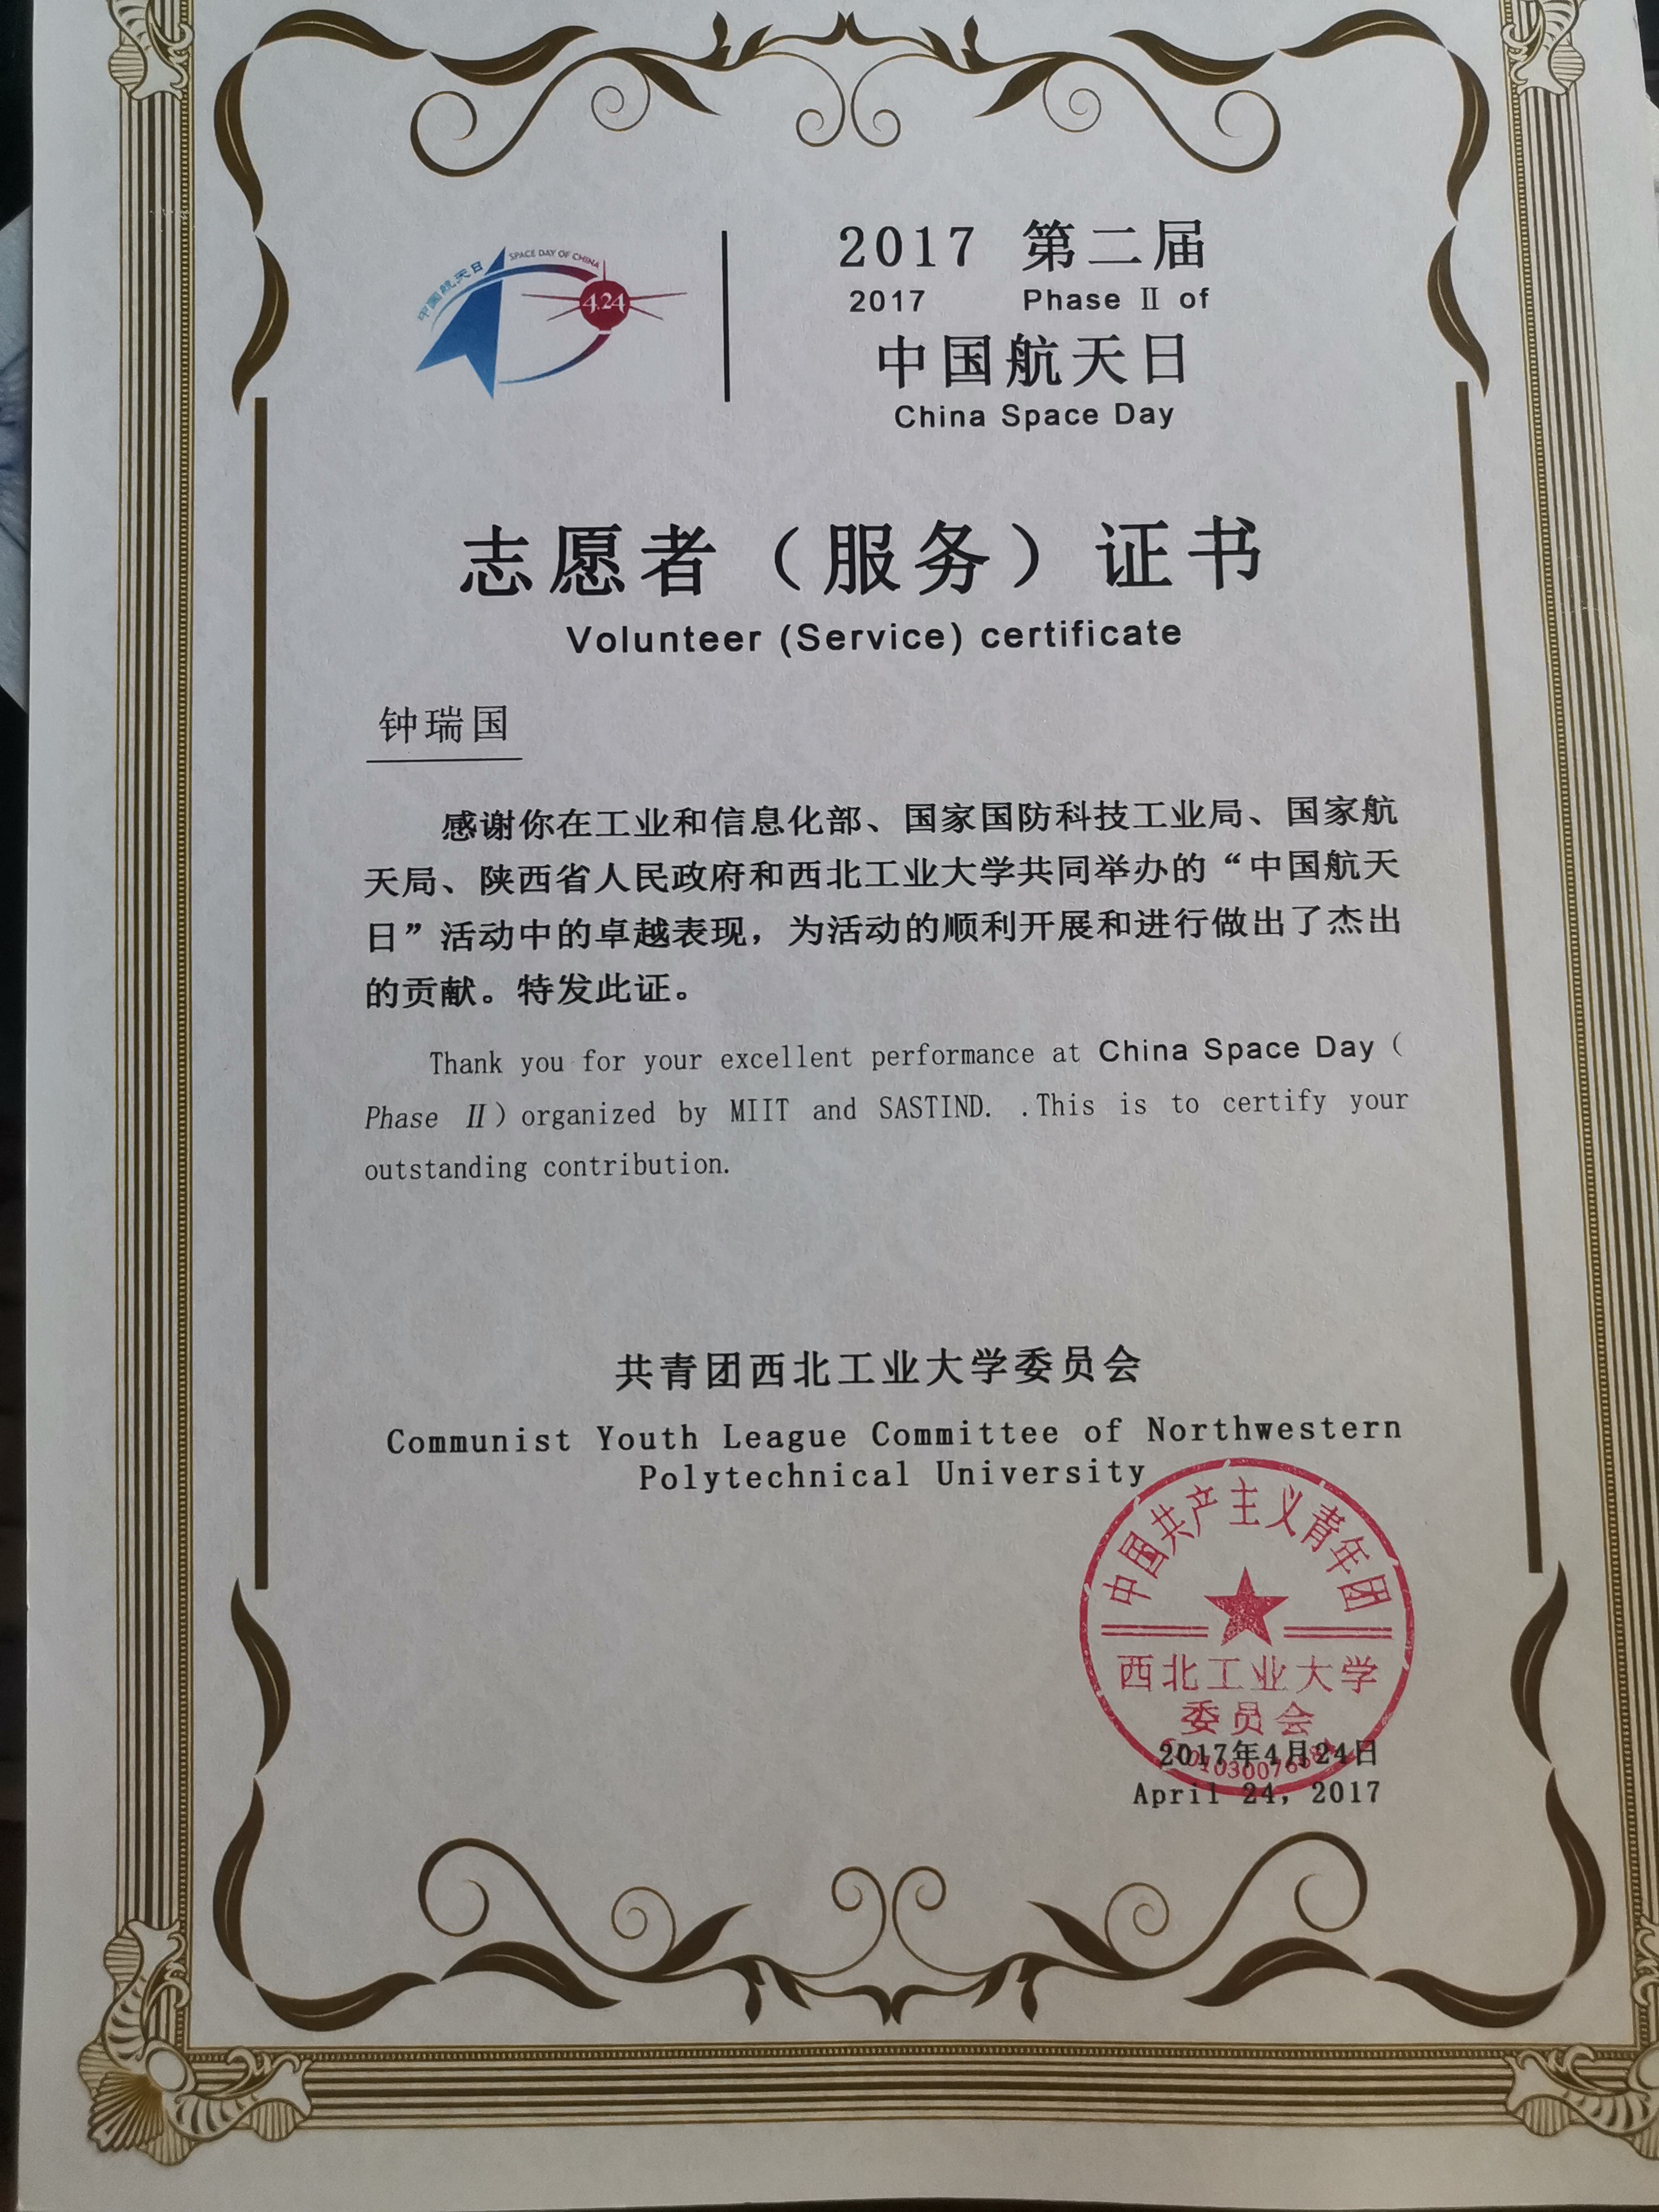 中国航天日 SPACE DAY OF CHINA
4.24
2017 第二届
2017 Phase Ⅱ of
中国航天日
China Space Day
志愿者（服务）证书
Volunteer (Service) certificate
钟瑞国
感谢你在工业和信息化部、国家国防科技工业局、国家航
天局、陕西省人民政府和西北工业大学共同举办的“中国航天
日”活动中的卓越表现，为活动的顺利开展和进行做出了杰出
的贡献。特发此证。
Thank you for your excellent performance at China Space Day（
Phase Ⅱ）organized by MIIT and SASTIND. .This is to certify your
outstanding contribution.
共青团西北工业大学委员会
Communist Youth League Committee of Northwestern
Polytechnical University
中国共产主义青年团
西北工业大学
委员会
2017年4月24日
April 24, 2017